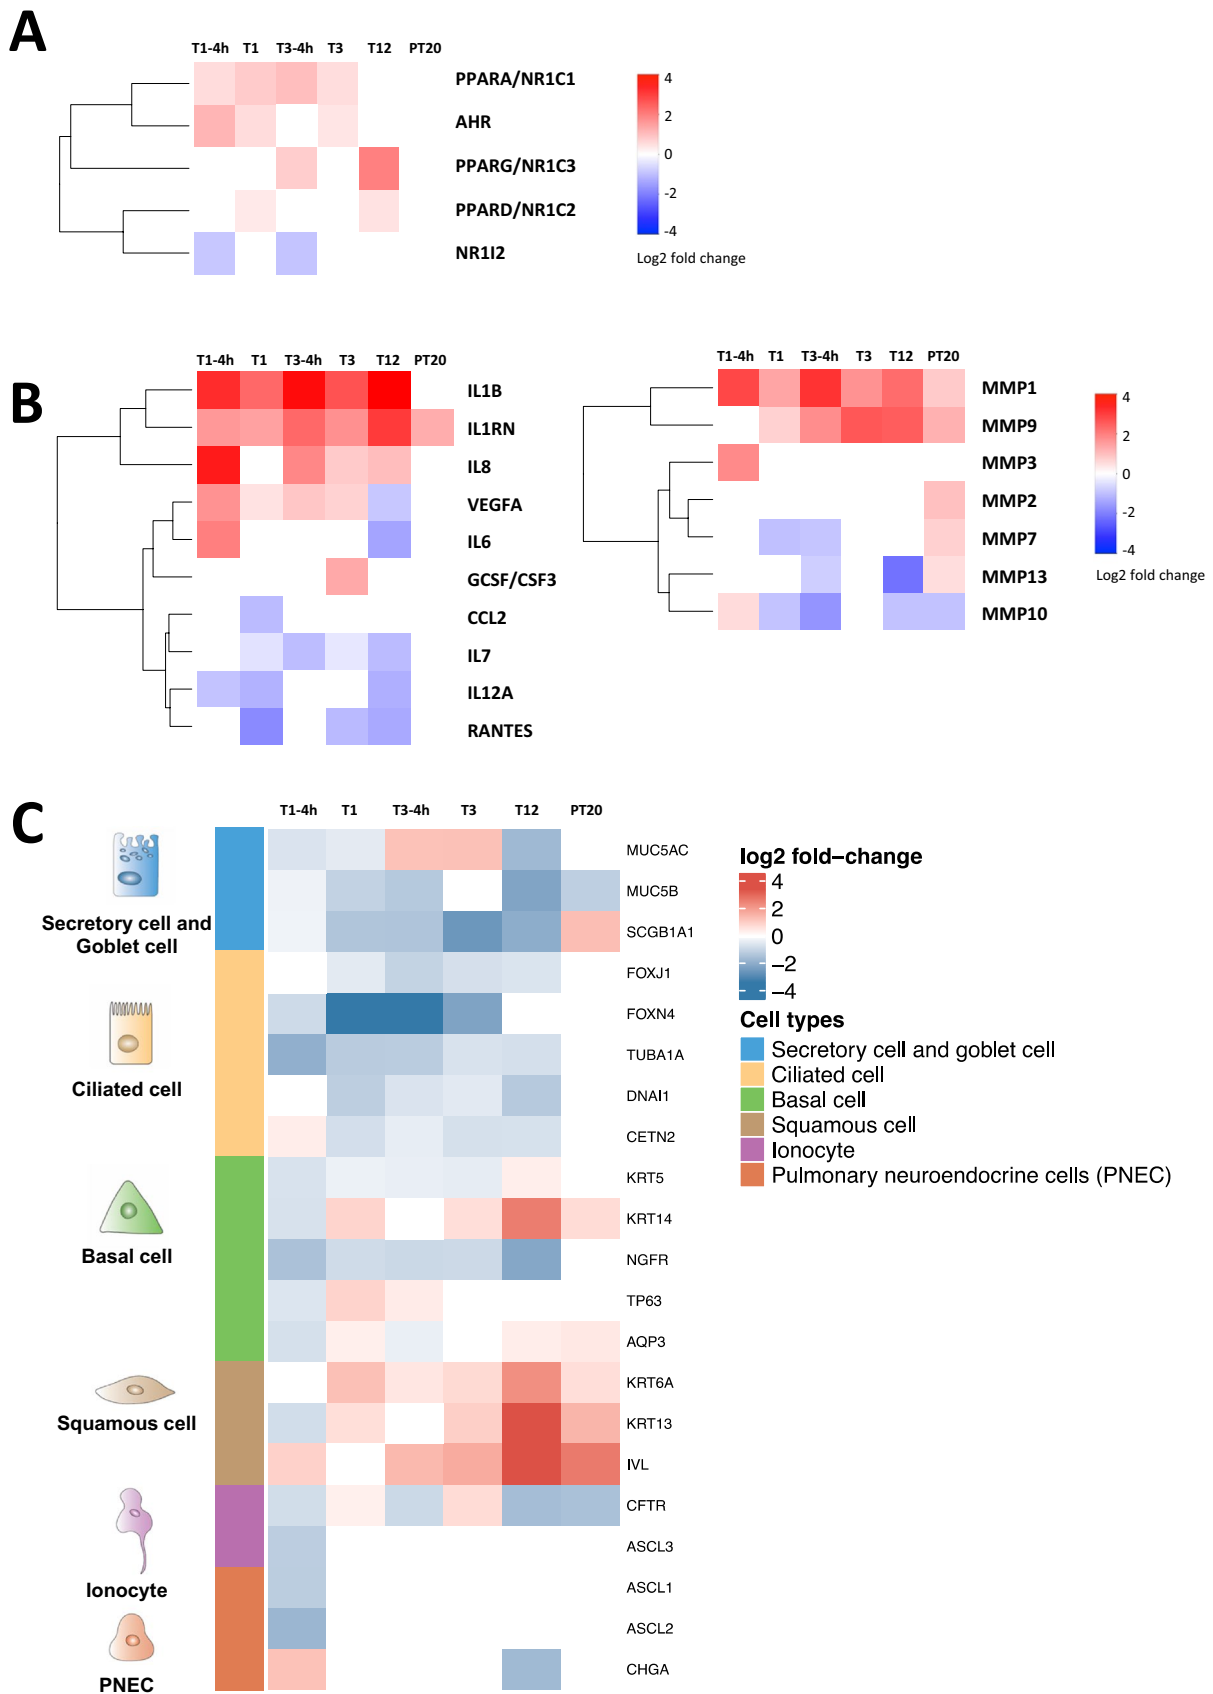 A
T1-4h T1 T3-4h T3 T12 PT20
PPARA/NR1C1
AHR
PPARG/NR1C3
PPARD/NR1C2
NR1I2
4
2
0
-2
-4
Log2 fold change
B
T1-4h T1 T3-4h T3 T12 PT20
IL1B
IL1RN
IL8
VEGFA
IL6
GCSF/CSF3
CCL2
IL7
IL12A
RANTES
T1-4h T1 T3-4h T3 T12 PT20
MMP1
MMP9
MMP3
MMP2
MMP7
MMP13
MMP10
4
2
0
-2
-4
Log2 fold change
C
T1-4h T1 T3-4h T3 T12 PT20
Secretory cell and
Goblet cell
Ciliated cell
Basal cell
Squamous cell
Ionocyte
PNEC
MUC5AC
MUC5B
SCGB1A1
FOXJ1
FOXN4
TUBA1A
DNAI1
CETN2
KRT5
KRT14
NGFR
TP63
AQP3
KRT6A
KRT13
IVL
CFTR
ASCL3
ASCL1
ASCL2
CHGA
log2 fold−change
4
2
0
−2
−4
Cell types
Secretory cell and goblet cell
Ciliated cell
Basal cell
Squamous cell
Ionocyte
Pulmonary neuroendocrine cells (PNEC)